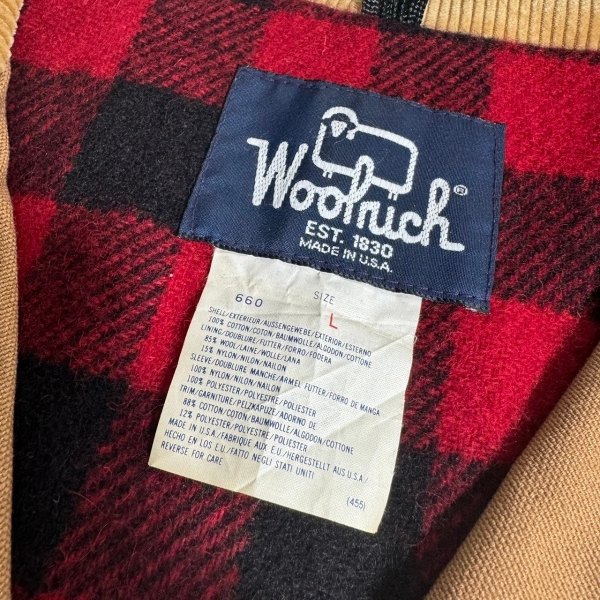 Woolrich®
EST. 1830
MADE IN U.S.A.
660 SIZE L
SHELL/EXTERIEUR/AUSSENGEWEBE/EXTERIOR/ESTERNO
100% COTTON/COTON/BAUMWOLLE/ALGODON/COTTONE
LINING/DOUBLURE/FUTTER/FORRO/FODERA
85% WOOL/LAINE/WOLLE/LANA
15% NYLON/NILON/NAILON
SLEEVE/DOUBLURE MANCHE/ARMEL FUTTER/FORRO DE MANGA
100% NYLON/NILON/NAILON
100% POLYESTER/POLYESTRE/POLIESTER
TRIM/GARNITURE/PELZKAPUZE/ADORNO DE
88% COTTON/COTON/BAUMWOLLE/ALGODON/COTTONE
12% POLYESTER/POLYESTRE/POLIESTER
MADE IN U.S.A./FABRIQUE AUX E.U./HERGESTELLT AUS U.S.A./
HECHO EN LOS E.U./FATTO NEGLI STATI UNITI
REVERSE FOR CARE
(455)